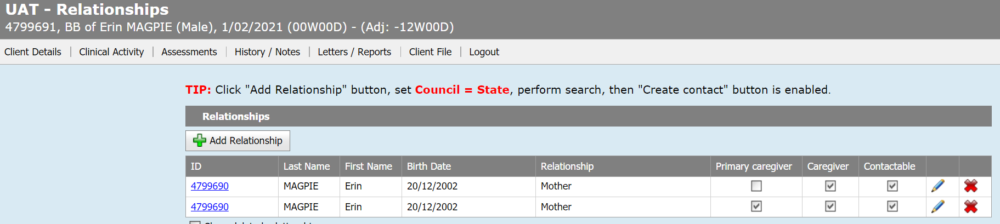 UAT - Relationships
4799691, BB of Erin MAGPIE (Male), 1/02/2021 (00W00D) - (Adj: -12W00D)
Client Details | Clinical Activity | Assessments | History / Notes | Letters / Reports | Client File | Logout
TIP: Click "Add Relationship" button, set Council = State, perform search, then "Create contact" button is enabled.
Relationships
Add Relationship
ID Last Name First Name Birth Date Relationship Primary caregiver Caregiver Contactable
4799690 MAGPIE Erin 20/12/2002 Mother
4799690 MAGPIE Erin 20/12/2002 Mother